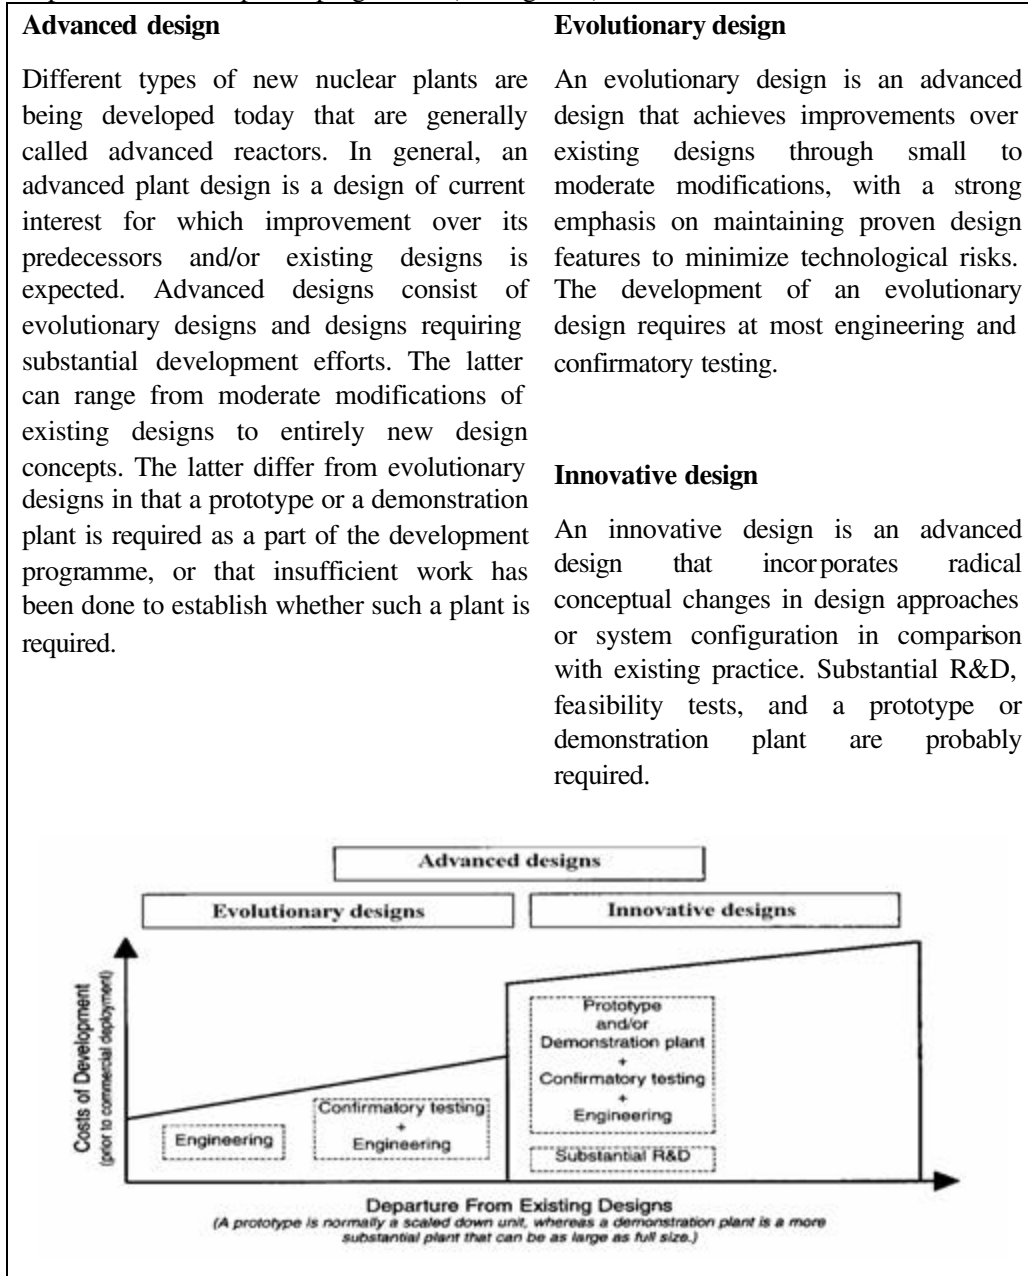 Advanced design
Different types of new nuclear plants are
being developed today that are generally
called advanced reactors. In general, an
advanced plant design is a design of current
interest for which improvement over its
predecessors and/or existing designs is
expected. Advanced designs consist of
evolutionary designs and designs requiring
substantial development efforts. The latter
can range from moderate modifications of
existing designs to entirely new design
concepts. The latter differ from evolutionary
designs in that a prototype or a demonstration
plant is required as a part of the development
programme, or that insufficient work has
been done to establish whether such a plant is
required.
Evolutionary design
An evolutionary design is an advanced
design that achieves improvements over
existing designs through small to
moderate modifications, with a strong
emphasis on maintaining proven design
features to minimize technological risks.
The development of an evolutionary
design requires at most engineering and
confirmatory testing.
Innovative design
An innovative design is an advanced
design that incorporates radical
conceptual changes in design approaches
or system configuration in comparison
with existing practice. Substantial R&D,
feasibility tests, and a prototype or
demonstration plant are probably
required.
Advanced designs
Evolutionary designs
Innovative designs
Costs of Development
(prior to commercial deployment)
Engineering
Confirmatory testing
+
Engineering
Prototype
and/or
Demonstration plant
+
Confirmatory testing
+
Engineering
Substantial R&D
Departure From Existing Designs
(A prototype is normally a scaled down unit, whereas a demonstration plant is a more
substantial plant that can be as large as full size.)